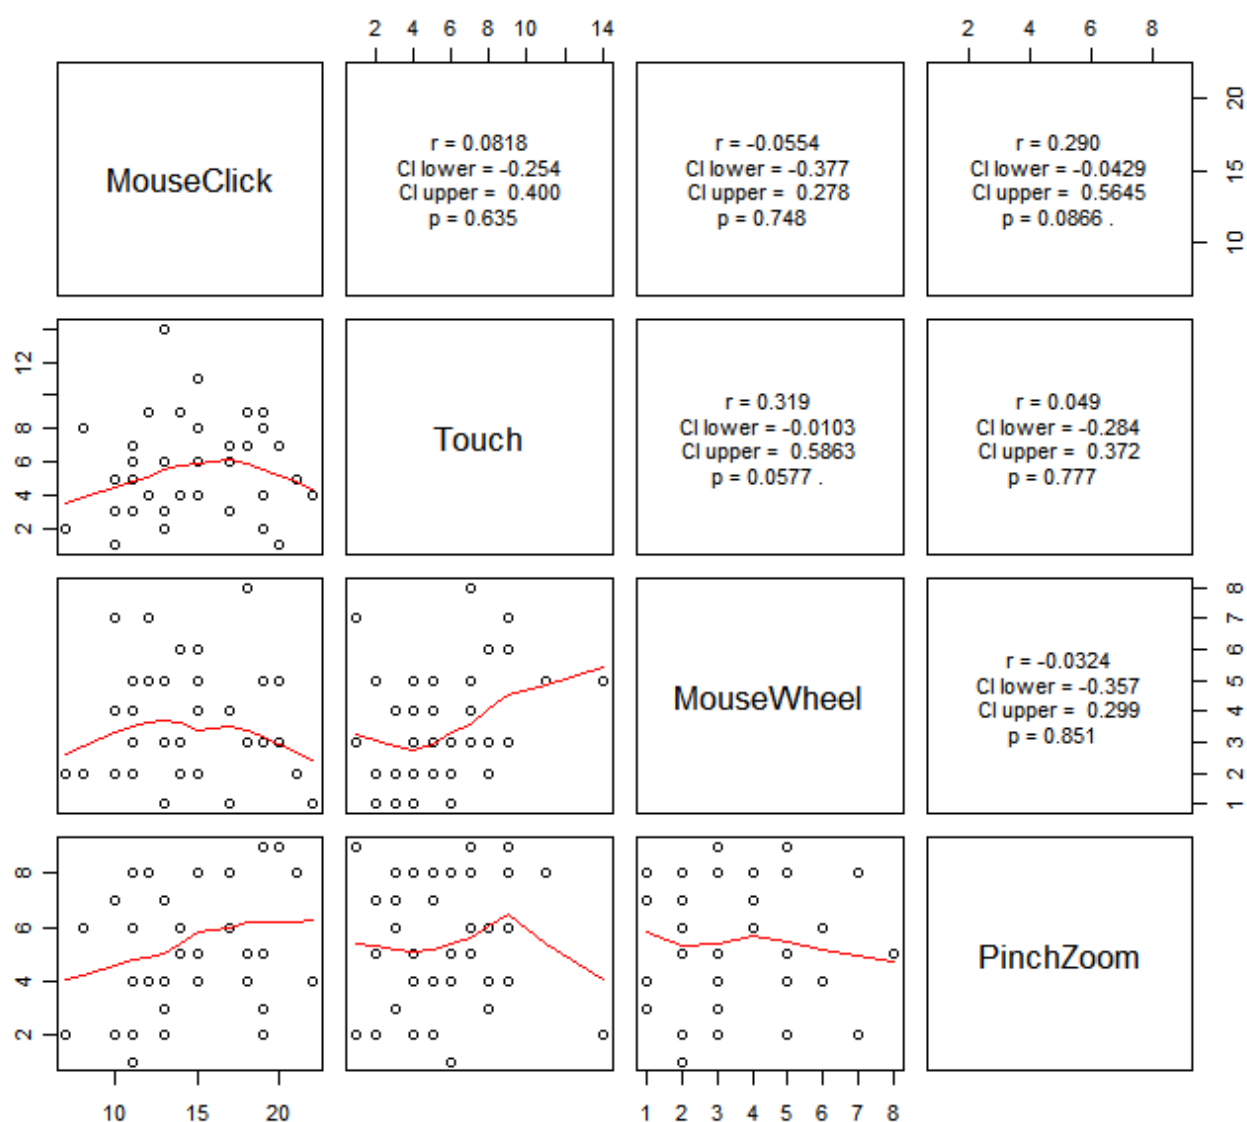 2 4 6 8 10 14
2 4 6 8
MouseClick
r = 0.0818
CI lower = -0.254
CI upper = 0.400
p = 0.635
r = -0.0554
CI lower = -0.377
CI upper = 0.278
p = 0.748
r = 0.290
CI lower = -0.0429
CI upper = 0.5645
p = 0.0866 .
20
15
10
12
8
6
4
2
Touch
r = 0.319
CI lower = -0.0103
CI upper = 0.5863
p = 0.0577 .
r = 0.049
CI lower = -0.284
CI upper = 0.372
p = 0.777
MouseWheel
r = -0.0324
CI lower = -0.357
CI upper = 0.299
p = 0.851
8
7
6
5
4
3
2
1
8
6
4
2
PinchZoom
10 15 20
1 2 3 4 5 6 7 8